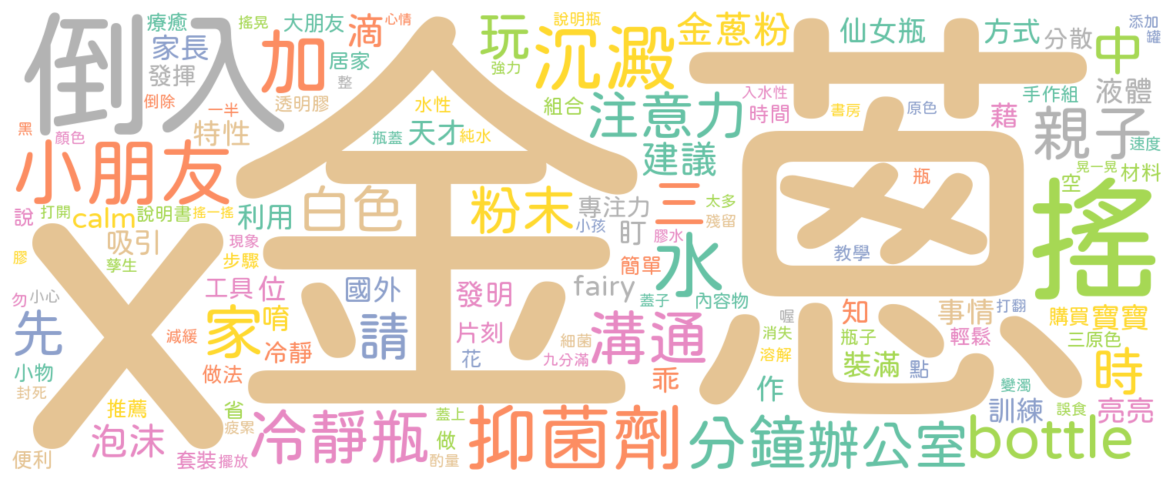 倒入
療癒
搖晃
大朋友
滴
心情
玩
說明瓶
沉澱
金蔥粉
仙女瓶
方式
分散
添加
罐
中
家長
加
居家
強力
發揮
倒除
整
透明膠
一半
特性
水性
組合
注意力
入水性
時間
書房
原色
手作組
液體
藉
親子
黑
顏色
瓶蓋
天才
純水
建議
速度
小朋友
金
蔥
x
晃一晃
材料
空
瓶
搖
說
打開
calm
說明書
搖一搖
利用
白色
粉末
專注力
三
太多
殘留
小孩
盯
膠水
水
吸引
現象
膠
孳生
步驟
簡單
教學
勿
小心
工具
位
國外
發明
fairy
蓋子
內容物
知
事情
打翻
購買
寶寶
先
減緩
家
唷
請
片刻
細菌
溝通
喔
消失
瓶子
輕鬆
三原色
冷靜
花
九分滿
溶解
小物
封死
做法
乖
作
裝滿
點
變濁
時
推薦
省
疲累
冷靜瓶
蓋上
做
酌量
抑菌劑
分鐘
辦公室
bottle
訓練
誤食
亮亮
泡沫
便利
套裝
擺放